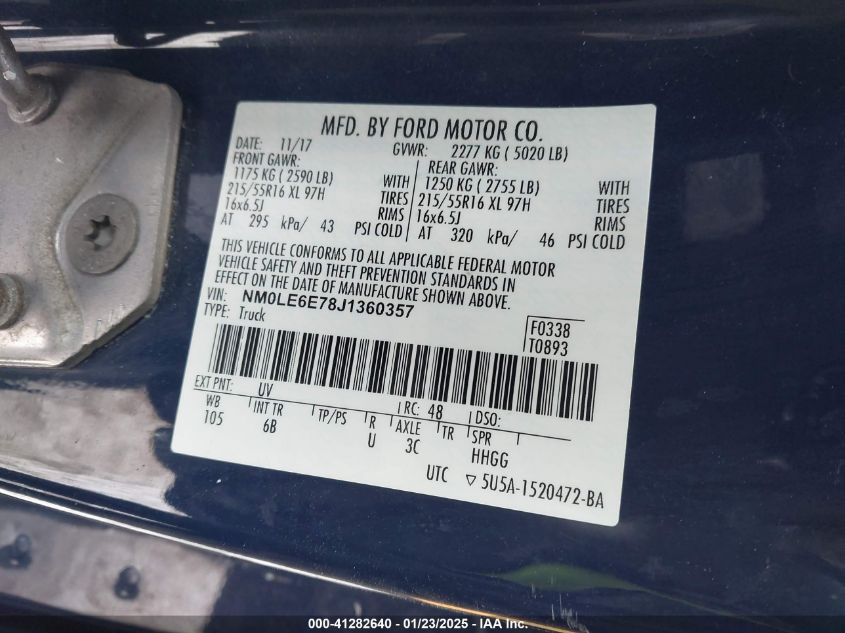 MFD. BY FORD MOTOR CO.
DATE: 11/17 GVWR: 2277 KG ( 5020 LB)
FRONT GAWR: REAR GAWR:
1175 KG ( 2590 LB) WITH 1250 KG ( 2755 LB) WITH
215/55R16 XL 97H TIRES 215/55R16 XL 97H TIRES
16x6.5J RIMS 16x6.5J RIMS
AT 295 kPa/ 43 PSI COLD AT 320 kPa/ 46 PSI COLD
THIS VEHICLE CONFORMS TO ALL APPLICABLE FEDERAL MOTOR
VEHICLE SAFETY AND THEFT PREVENTION STANDARDS IN
EFFECT ON THE DATE OF MANUFACTURE SHOWN ABOVE.
VIN: NM0LE6E78J1360357
TYPE: Truck
F0338
T0893
EXT PNT: UV RC: 48 DSO:
WB INT TR TP/PS R AXLE TR SPR
105 6B U 3C HHGG
UTC ▽ 5U5A-1520472-BA
000-41282640 - 01/23/2025 - IAA Inc.